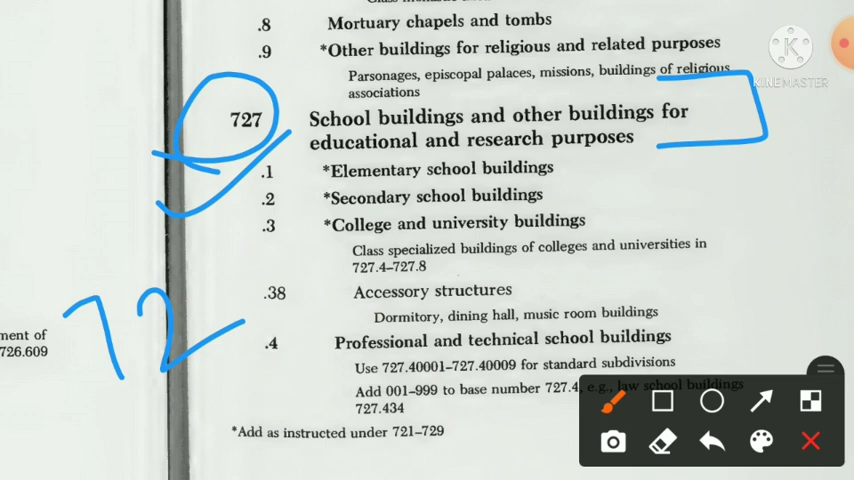 .8 Mortuary chapels and tombs
.9 *Other buildings for religious and related purposes
Parsonages, episcopal palaces, missions, buildings of religious
associations
K
KINEMASTER
727 School buildings and other buildings for
educational and research purposes
.1 *Elementary school buildings
.2 *Secondary school buildings
.3 *College and university buildings
Class specialized buildings of colleges and universities in
727.4–727.8
.38 Accessory structures
Dormitory, dining hall, music room buildings
72
ment of
726.609
.4 Professional and technical school buildings
Use 727.40001–727.40009 for standard subdivisions
Add 001–999 to base number 727.4, e.g., law school buildings
727.434
*Add as instructed under 721–729